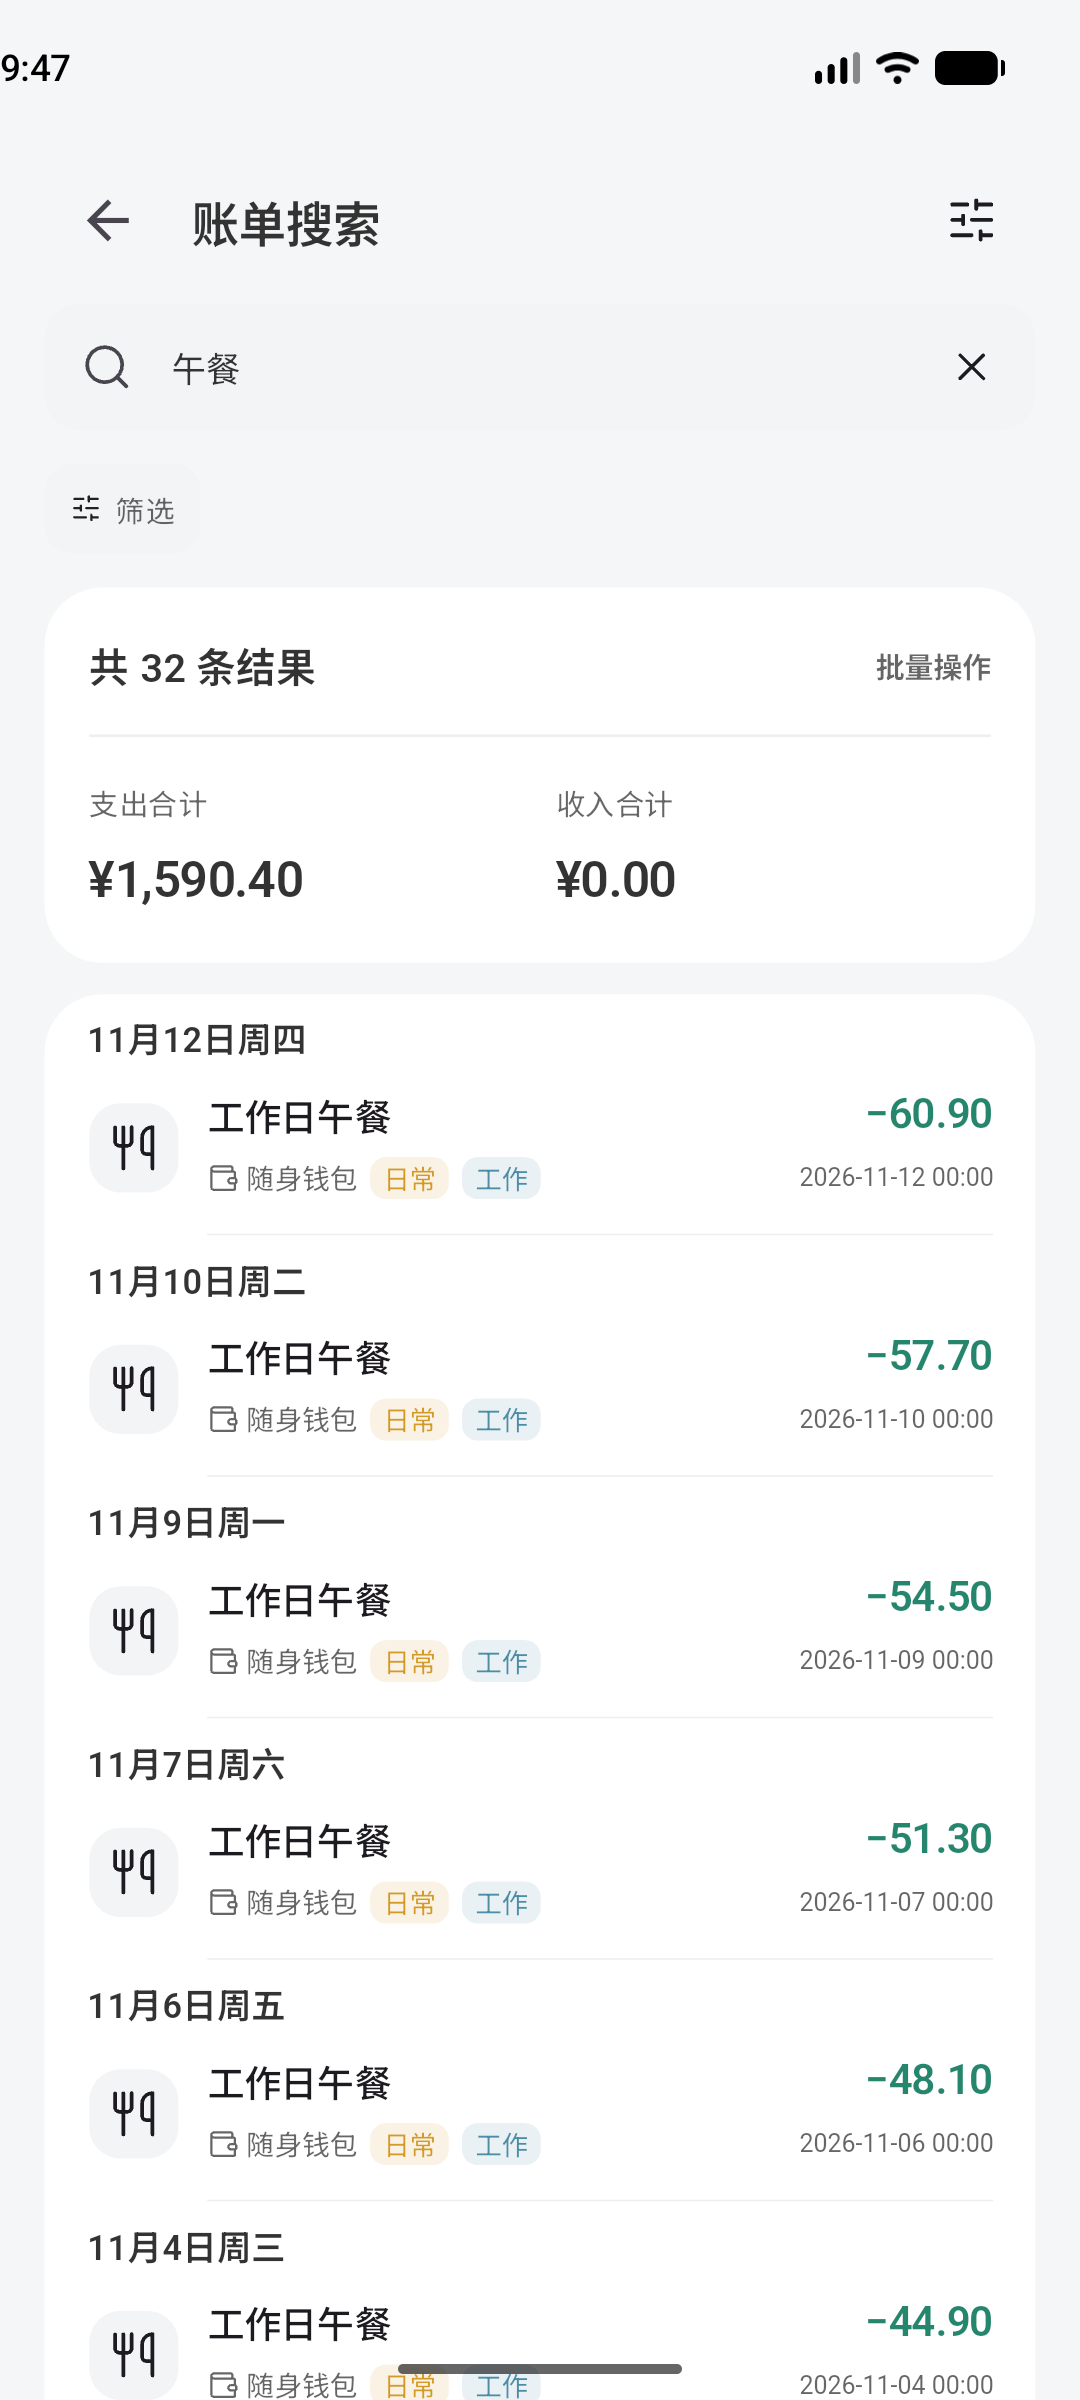 9:47
账单搜索
午餐
筛选
共 32 条结果
批量操作
支出合计
收入合计
¥1,590.40
¥0.00
11月12日周四
工作日午餐
-60.90
随身钱包 日常 工作
2026-11-12 00:00
11月10日周二
工作日午餐
-57.70
随身钱包 日常 工作
2026-11-10 00:00
11月9日周一
工作日午餐
-54.50
随身钱包 日常 工作
2026-11-09 00:00
11月7日周六
工作日午餐
-51.30
随身钱包 日常 工作
2026-11-07 00:00
11月6日周五
工作日午餐
-48.10
随身钱包 日常 工作
2026-11-06 00:00
11月4日周三
工作日午餐
-44.90
随身钱包 日常 工作
2026-11-04 00:00